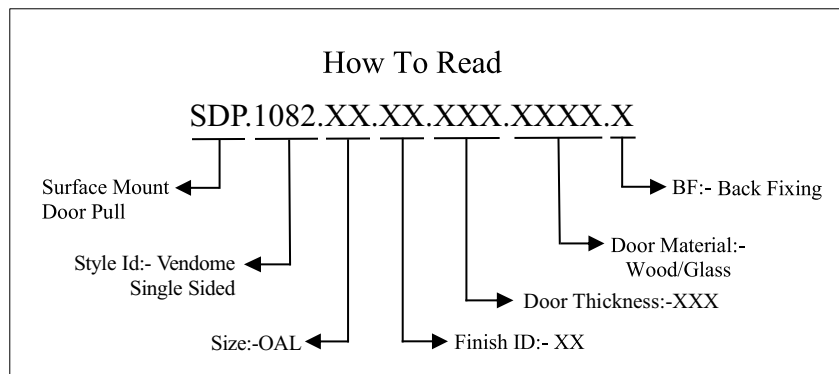 How To Read
SDP.1082.XX.XX.XXX.XXXX.X
Surface Mount
Door Pull
BF:- Back Fixing
Style Id:- Vendome
Single Sided
Door Material:-
Wood/Glass
Door Thickness:-XXX
Size:-OAL
Finish ID:- XX